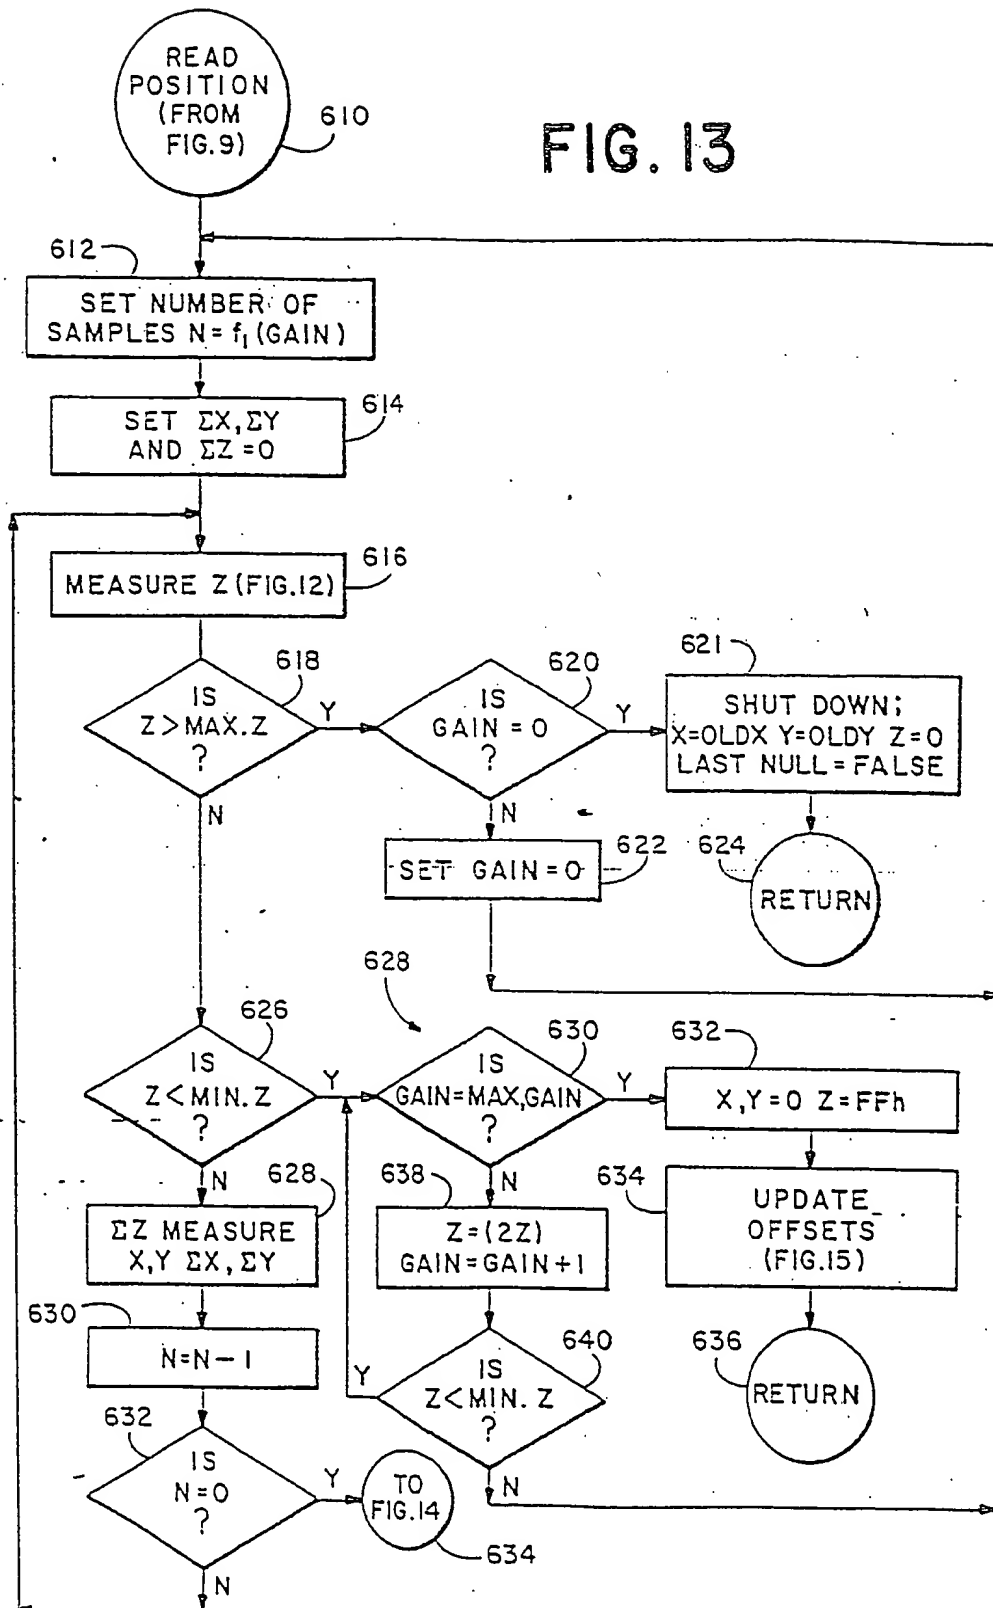 READ
POSITION
(FROM
FIG.9)
610
FIG. 13
612
SET NUMBER OF
SAMPLES N=f₁(GAIN)
614
SET ΣX,ΣY
AND ΣZ=0
616
MEASURE Z(FIG.12)
618
IS
Z>MAX.Z
?
Y
N
620
IS
GAIN=0
?
Y
N
621
SHUT DOWN;
X=OLDX Y=OLDY Z=0
LAST NULL=FALSE
622
SET GAIN=0
624
RETURN
628
626
IS
Z<MIN.Z
?
Y
N
630
IS
GAIN=MAX,GAIN
?
Y
N
632
X,Y=0 Z=FFh
628
ΣZ MEASURE
X,Y ΣX,ΣY
638
Z=(2Z)
GAIN=GAIN+1
634
UPDATE
OFFSETS
(FIG.15)
630
N=N-1
640
IS
Z<MIN. Z
?
Y
N
636
RETURN
632
IS
N=0
?
Y
N
TO
FIG.14
634